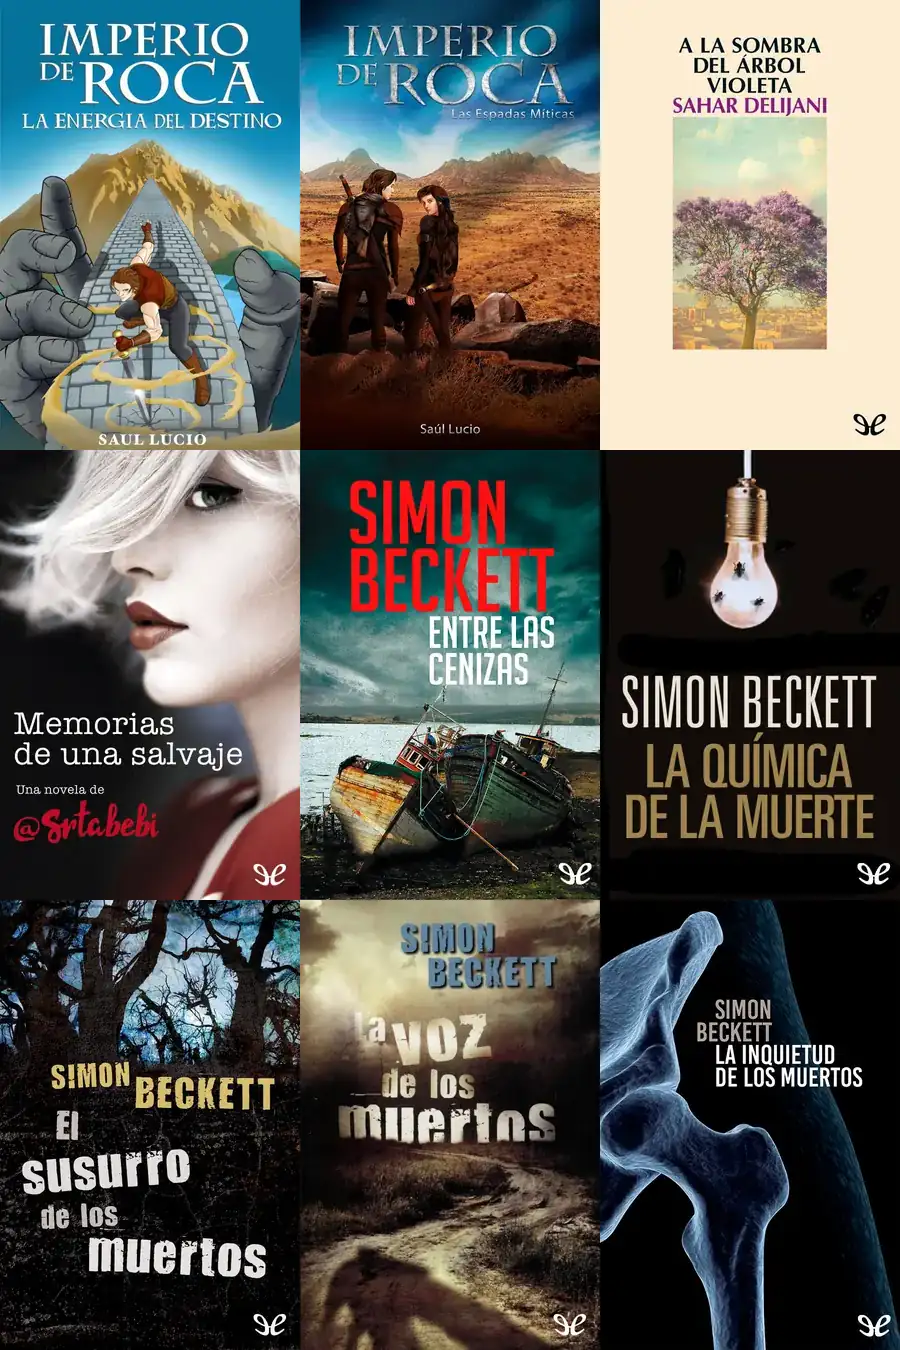 IMPERIO
DE ROCA
LA ENERGIA DEL DESTINO
SAUL LUCIO
IMPERIO
DE ROCA
Las Espadas Míticas
Saúl Lucio
A LA SOMBRA
DEL ÁRBOL
VIOLETA
SAHAR DELIJANI
Memorias
de una salvaje
Una novela de
@srtabebi
SIMON
BECKETT
ENTRE LAS
CENIZAS
SIMON BECKETT
LA QUÍMICA
DE LA MUERTE
SIMON BECKETT
El
susurro
de los
muertos
SIMON
BECKETT
La voz
de los
muertos
SIMON
BECKETT
LA INQUIETUD
DE LOS MUERTOS